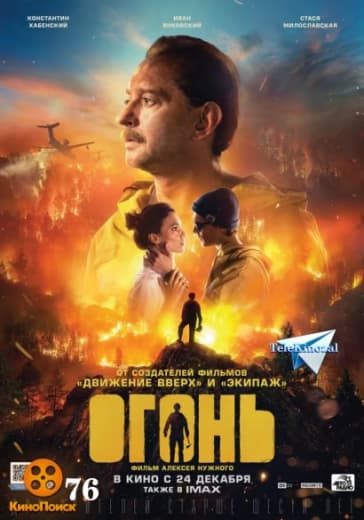 КОНСТАНТИН
ХАБЕНСКИЙ
ИВАН
ЯНКОВСКИЙ
СТАСЯ
МИЛОСЛАВСКАЯ
TeleKinozal
ОТ СОЗДАТЕЛЕЙ ФИЛЬМОВ
«ДВИЖЕНИЕ ВВЕРХ» И «ЭКИПАЖ»
ОГОНЬ
ФИЛЬМ АЛЕКСЕЯ НУЖНОГО
В КИНО С 24 ДЕКАБРЯ
ТАКЖЕ В IMAX
КиноПоиск
76